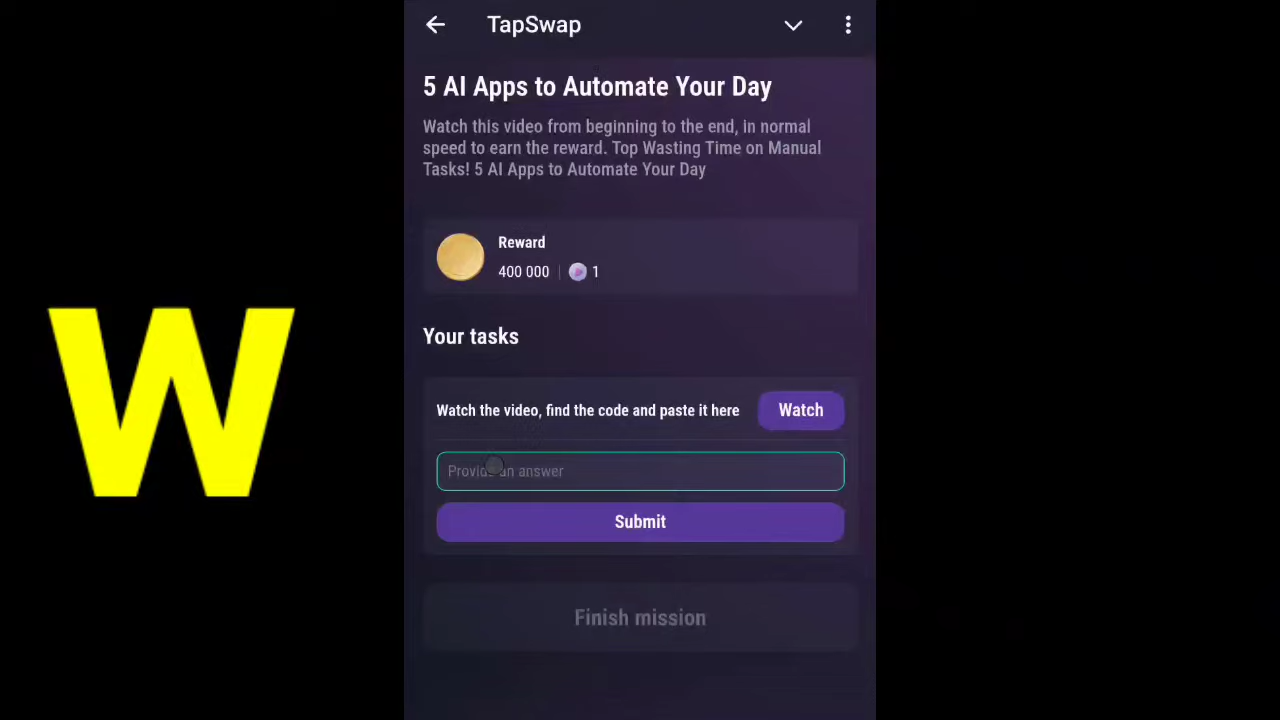 TapSwap
5 AI Apps to Automate Your Day
Watch this video from beginning to the end, in normal
speed to earn the reward. Top Wasting Time on Manual
Tasks! 5 AI Apps to Automate Your Day
Reward
400 000 1
Your tasks
W
Watch the video, find the code and paste it here Watch
Provide an answer
Submit
Finish mission